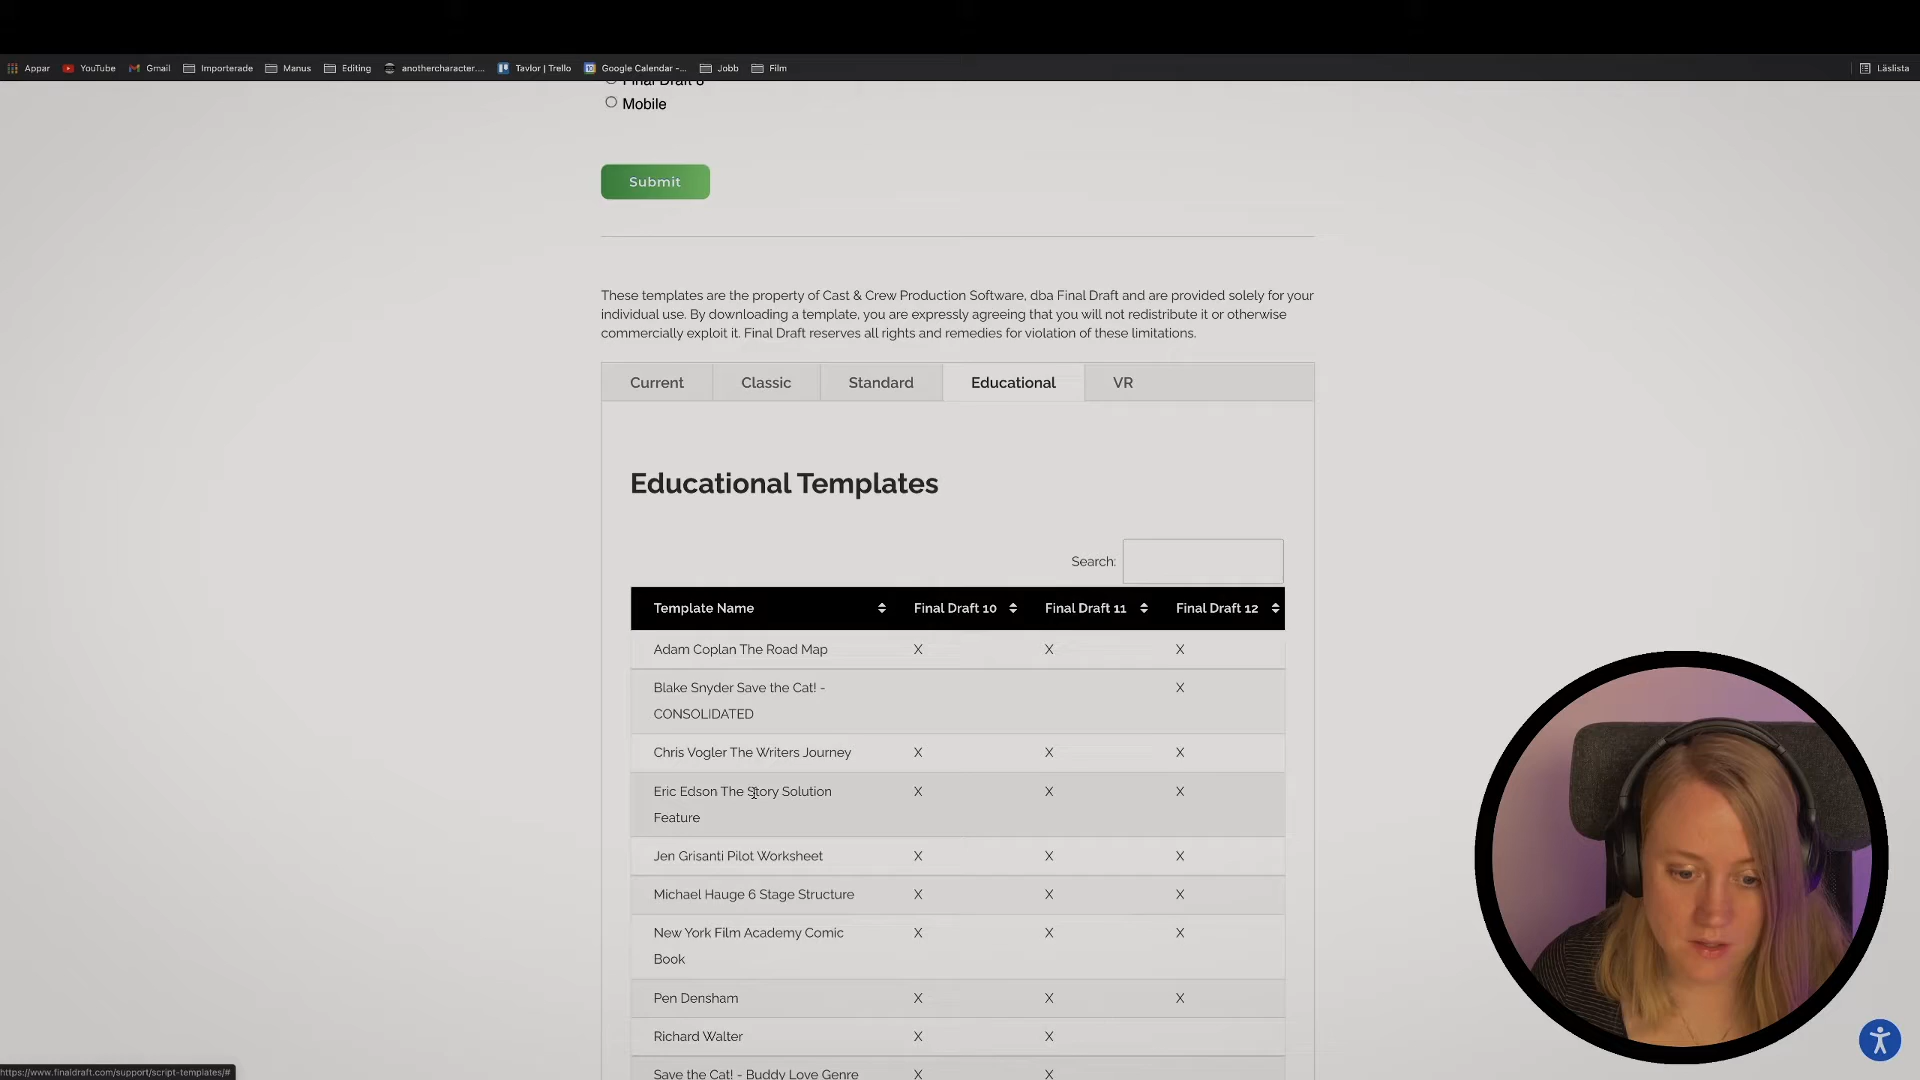 Appar YouTube Gmail Importerade Manus Editing anothercharacter.... Tavlor | Trello Google Calendar -... Jobb Film Läslista
Final Draft 8
Mobile
Submit
These templates are the property of Cast & Crew Production Software, dba Final Draft and are provided solely for your
individual use. By downloading a template, you are expressly agreeing that you will not redistribute it or otherwise
commercially exploit it. Final Draft reserves all rights and remedies for violation of these limitations.
Current Classic Standard Educational VR
Educational Templates
Search:
Template Name Final Draft 10 Final Draft 11 Final Draft 12
Adam Coplan The Road Map X X X
Blake Snyder Save the Cat! - X
CONSOLIDATED
Chris Vogler The Writers Journey X X X
Eric Edson The Story Solution X X X
Feature
Jen Grisanti Pilot Worksheet X X X
Michael Hauge 6 Stage Structure X X X
New York Film Academy Comic X X X
Book
Pen Densham X X X
Richard Walter X X
Save the Cat! - Buddy Love Genre X X
https://www.finaldraft.com/support/script-templates/#